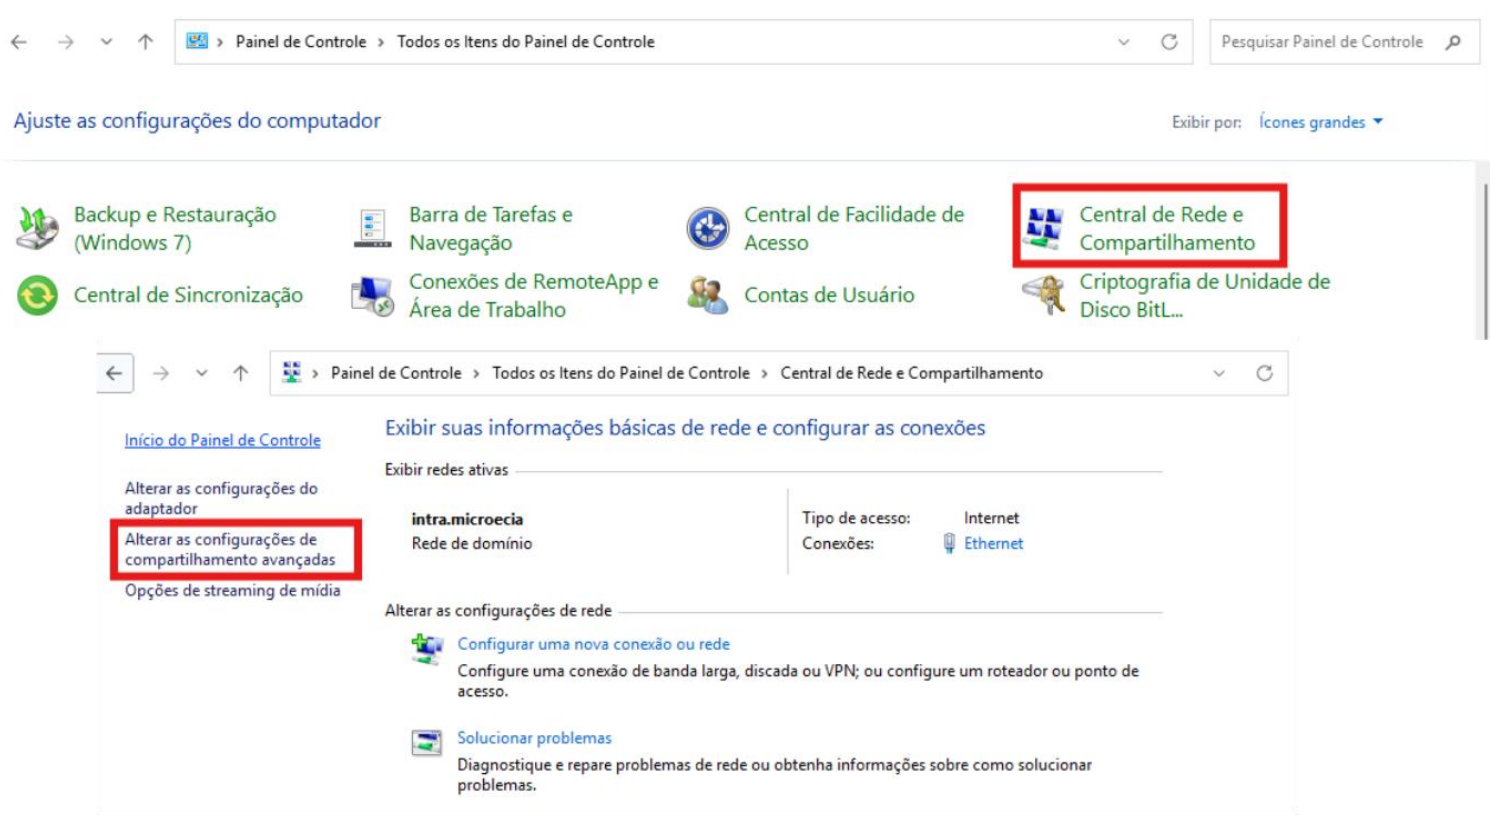 Painel de Controle > Todos os Itens do Painel de Controle
Pesquisar Painel de Controle
Ajuste as configurações do computador
Exibir por: Ícones grandes
Backup e Restauração
(Windows 7)
Barra de Tarefas e
Navegação
Central de Facilidade de
Acesso
Central de Rede e
Compartilhamento
Central de Sincronização
Conexões de RemoteApp e
Área de Trabalho
Contas de Usuário
Criptografia de Unidade de
Disco BitL...
Painel de Controle > Todos os Itens do Painel de Controle > Central de Rede e Compartilhamento
Início do Painel de Controle
Alterar as configurações do
adaptador
Alterar as configurações de
compartilhamento avançadas
Opções de streaming de mídia
Exibir suas informações básicas de rede e configurar as conexões
Exibir redes ativas
intra.microecia
Rede de domínio
Tipo de acesso: Internet
Conexões: Ethernet
Alterar as configurações de rede
Configurar uma nova conexão ou rede
Configure uma conexão de banda larga, discada ou VPN; ou configure um roteador ou ponto de
acesso.
Solucionar problemas
Diagnostique e repare problemas de rede ou obtenha informações sobre como solucionar
problemas.